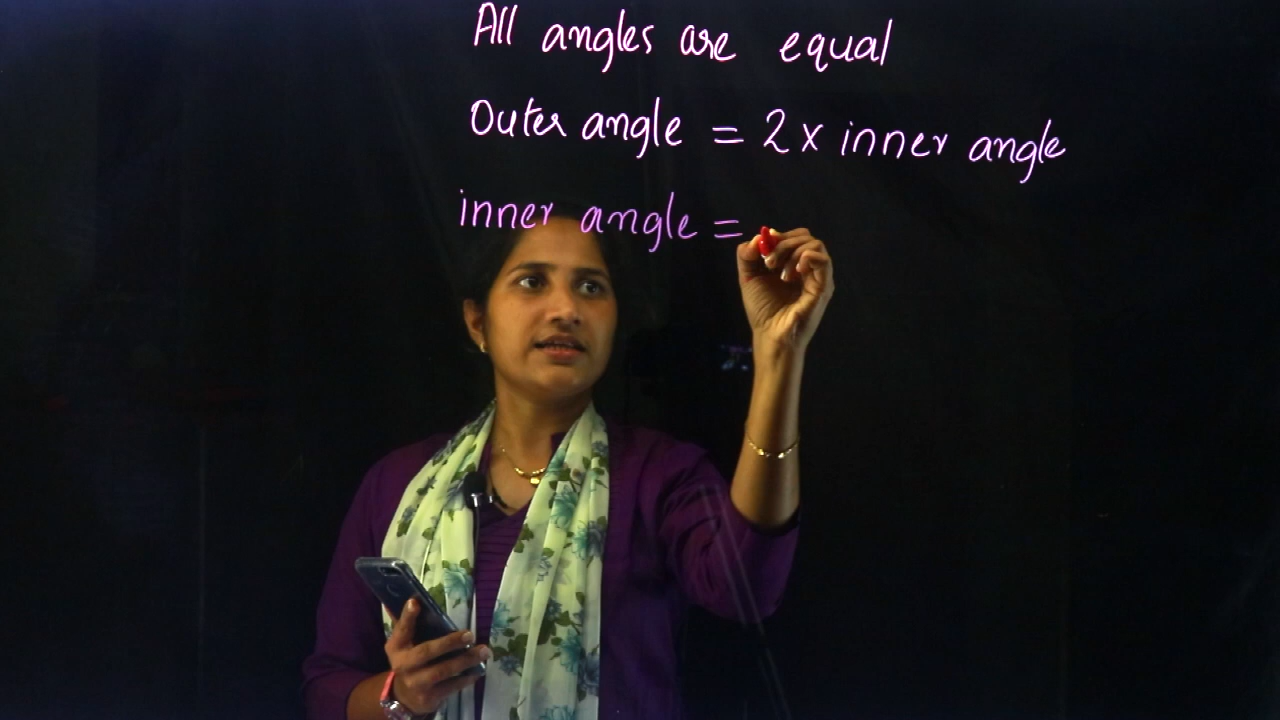 All angles are equal
Outer angle = 2 x inner angle
inner angle =